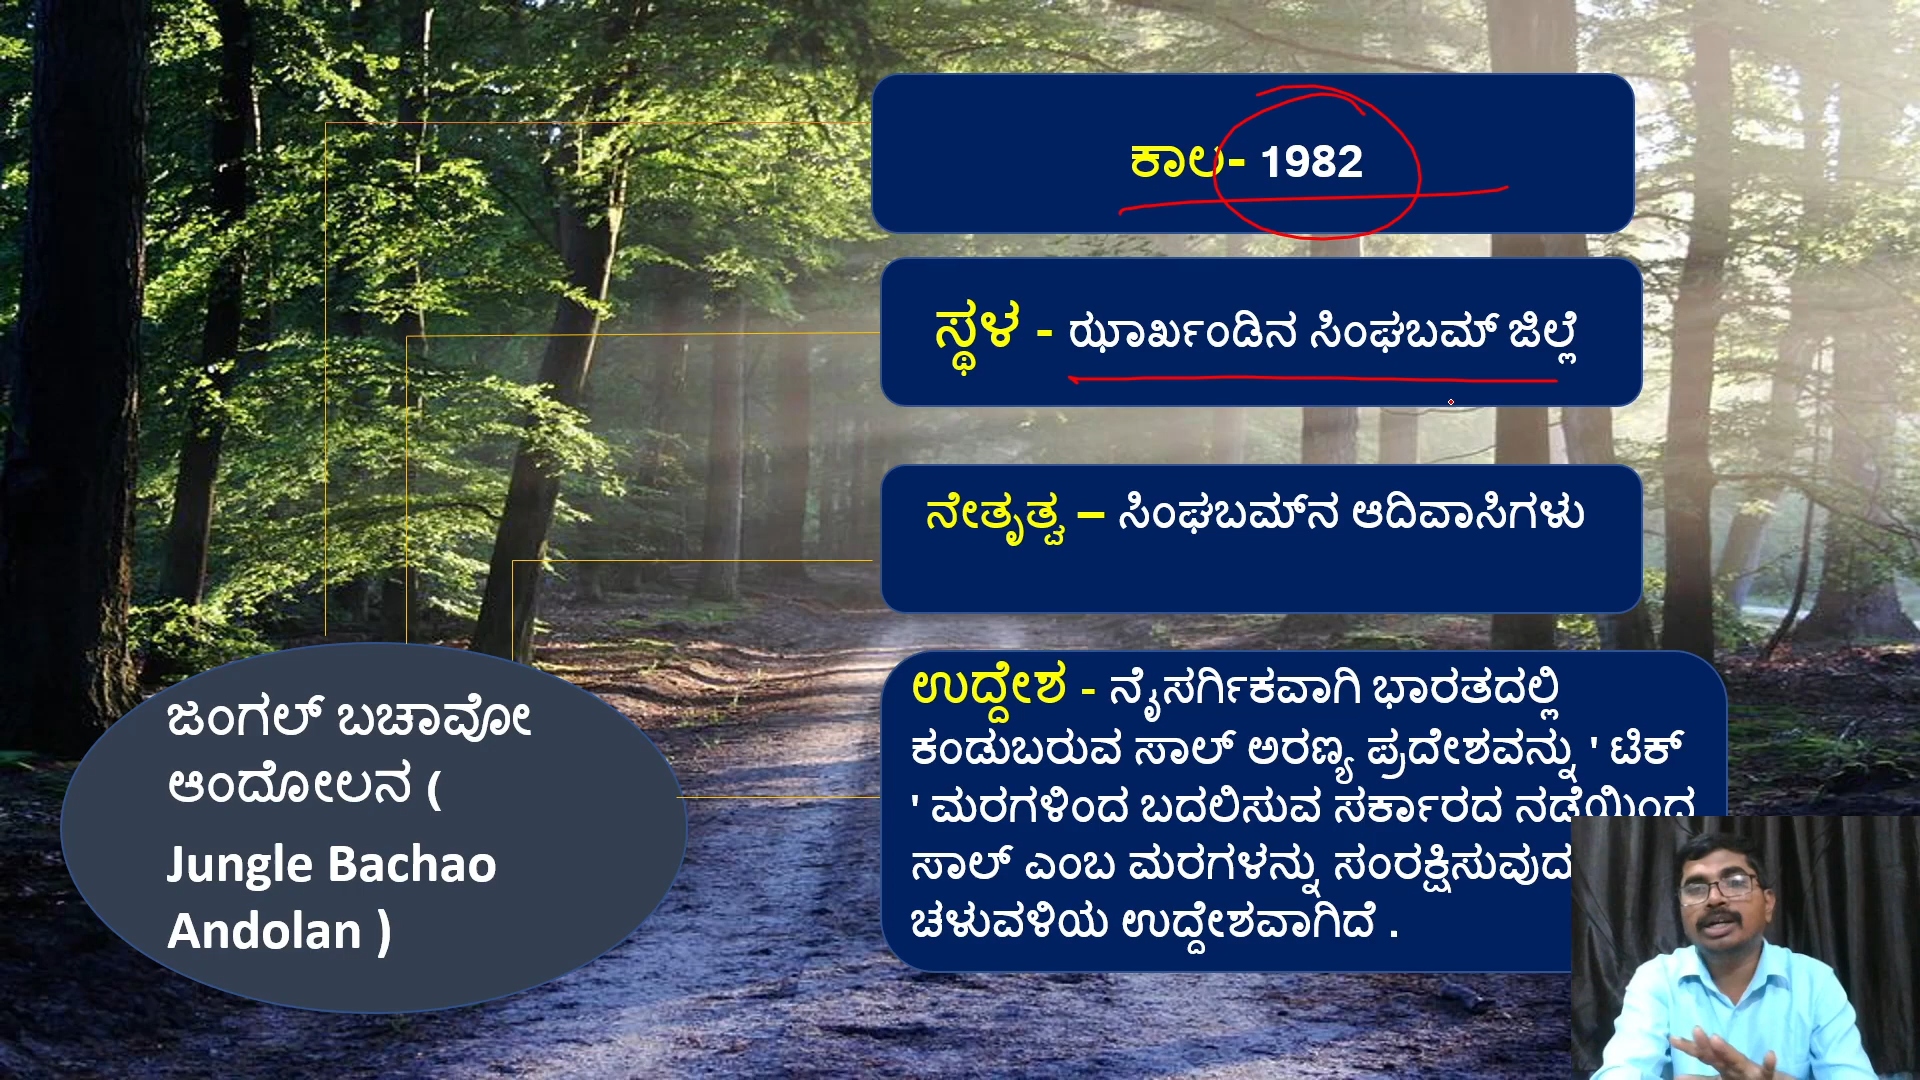 ಕಾಲ- 1982
ಸ್ಥಳ - ಝಾರ್ಖಂಡಿನ ಸಿಂಘಬಮ್ ಜಿಲ್ಲೆ
ನೇತೃತ್ವ – ಸಿಂಘಬಮ್‌ನ ಆದಿವಾಸಿಗಳು
ಉದ್ದೇಶ - ನೈಸರ್ಗಿಕವಾಗಿ ಭಾರತದಲ್ಲಿ
ಕಂಡುಬರುವ ಸಾಲ್ ಅರಣ್ಯ ಪ್ರದೇಶವನ್ನು ' ಟಿಕ್
' ಮರಗಳಿಂದ ಬದಲಿಸುವ ಸರ್ಕಾರದ ನಡೆಯಿಂದ
ಸಾಲ್ ಎಂಬ ಮರಗಳನ್ನು
ಚಳುವಳಿಯ ಉದ್ದೇಶವಾಗಿದೆ .
ಜಂಗಲ್ ಬಚಾವೋ
ಆಂದೋಲನ (
Jungle Bachao
Andolan )